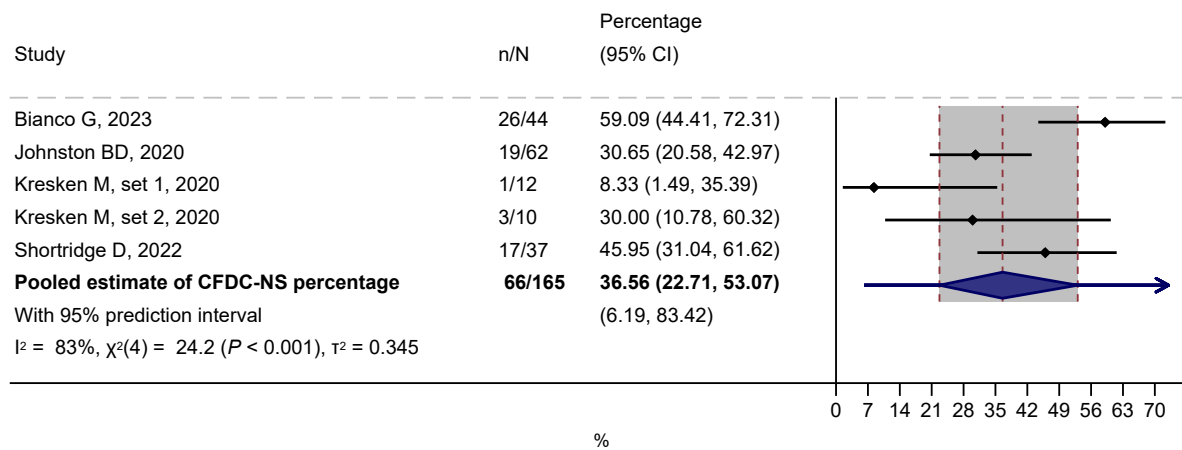 Percentage
Study n/N (95% CI)
Bianco G, 2023 26/44 59.09 (44.41, 72.31)
Johnston BD, 2020 19/62 30.65 (20.58, 42.97)
Kresken M, set 1, 2020 1/12 8.33 (1.49, 35.39)
Kresken M, set 2, 2020 3/10 30.00 (10.78, 60.32)
Shortridge D, 2022 17/37 45.95 (31.04, 61.62)
Pooled estimate of CFDC-NS percentage 66/165 36.56 (22.71, 53.07)
With 95% prediction interval (6.19, 83.42)
I² = 83%, χ²(4) = 24.2 (P < 0.001), τ² = 0.345
0 7 14 21 28 35 42 49 56 63 70
%